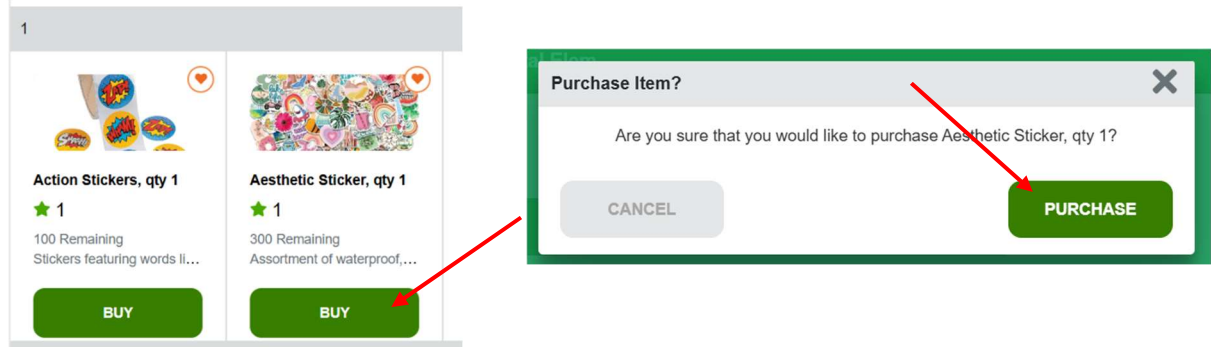 1
Action Stickers, qty 1
1
100 Remaining
Stickers featuring words li...
BUY
Aesthetic Sticker, qty 1
1
300 Remaining
Assortment of waterproof,...
BUY
Purchase Item?
Are you sure that you would like to purchase Aesthetic Sticker, qty 1?
CANCEL
PURCHASE